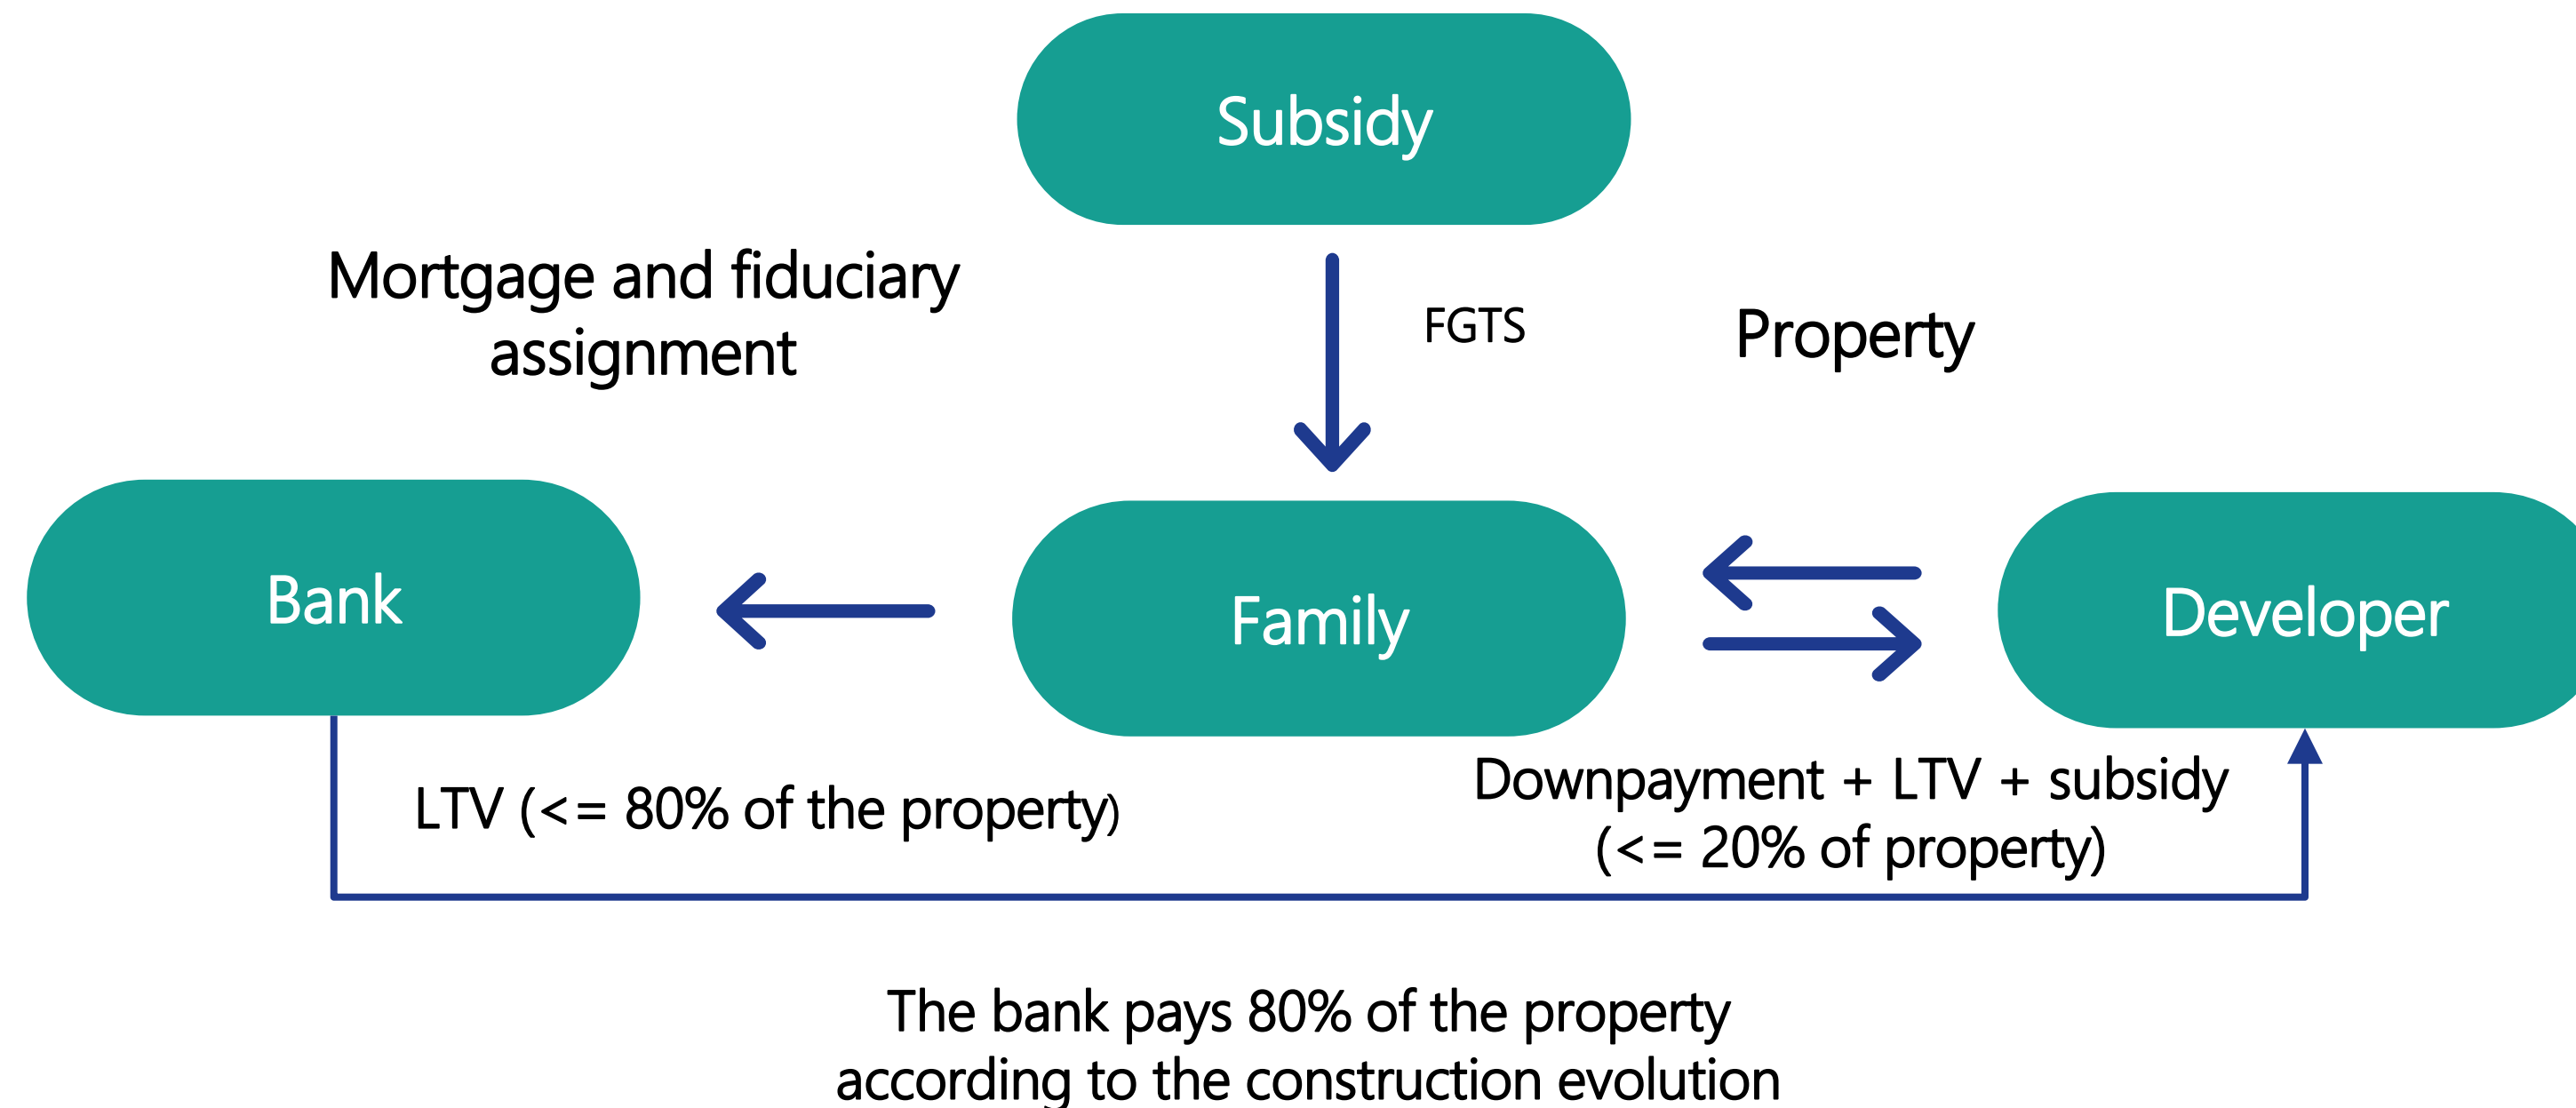 Subsidy
Mortgage and fiduciary
assignment
FGTS
Property
Bank
Family
Developer
LTV (<= 80% of the property)
Downpayment + LTV + subsidy
(<= 20% of property)
The bank pays 80% of the property
according to the construction evolution